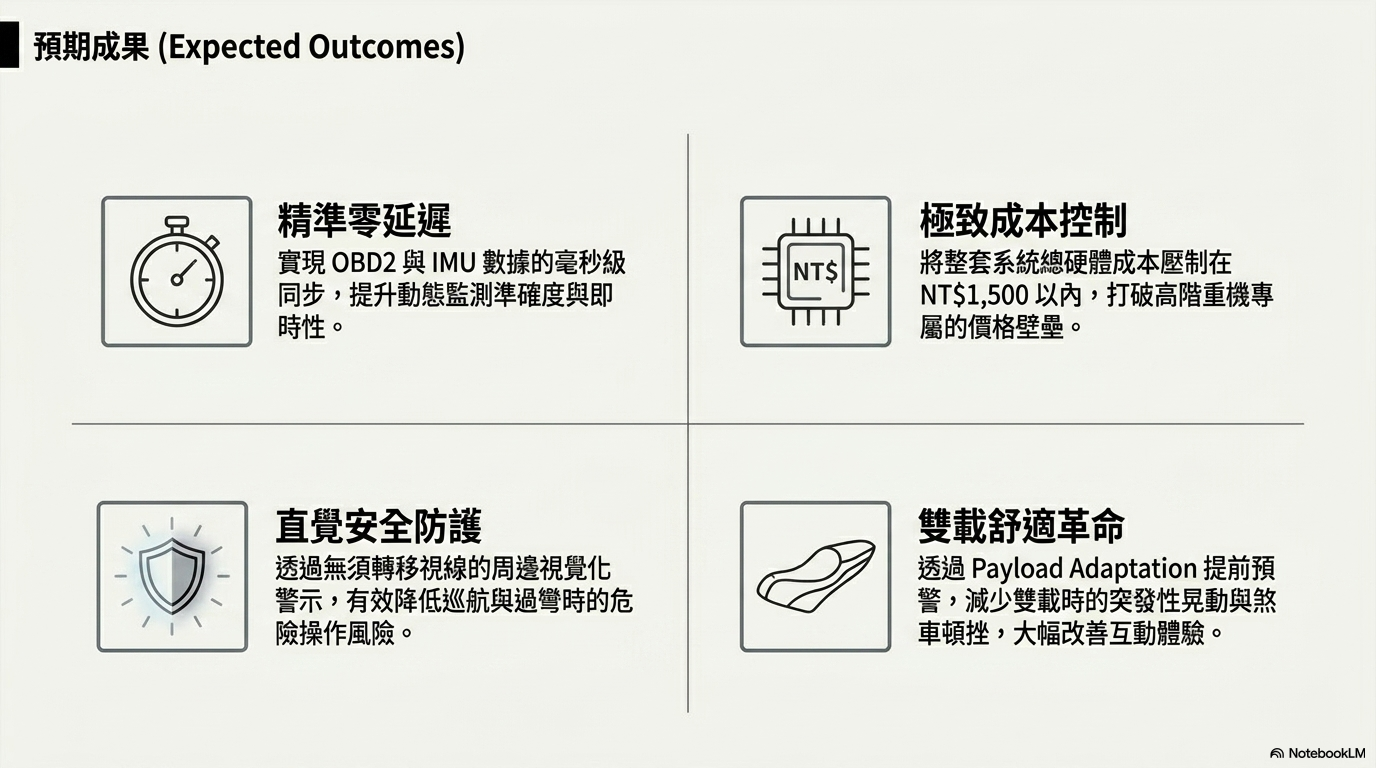 預期成果 (Expected Outcomes)
精準零延遲
實現 OBD2 與 IMU 數據的毫秒級
同步，提升動態監測準確度與即
時性。
NT$
極致成本控制
將整套系統總硬體成本壓制在
NT$1,500 以內，打破高階重機專
屬的價格壁壘。
直覺安全防護
透過無須轉移視線的周邊視覺化
警示，有效降低巡航與過彎時的危
險操作風險。
雙載舒適革命
透過 Payload Adaptation 提前預
警，減少雙載時的突發性晃動與煞
車頓挫，大幅改善互動體驗。
NotebookLM